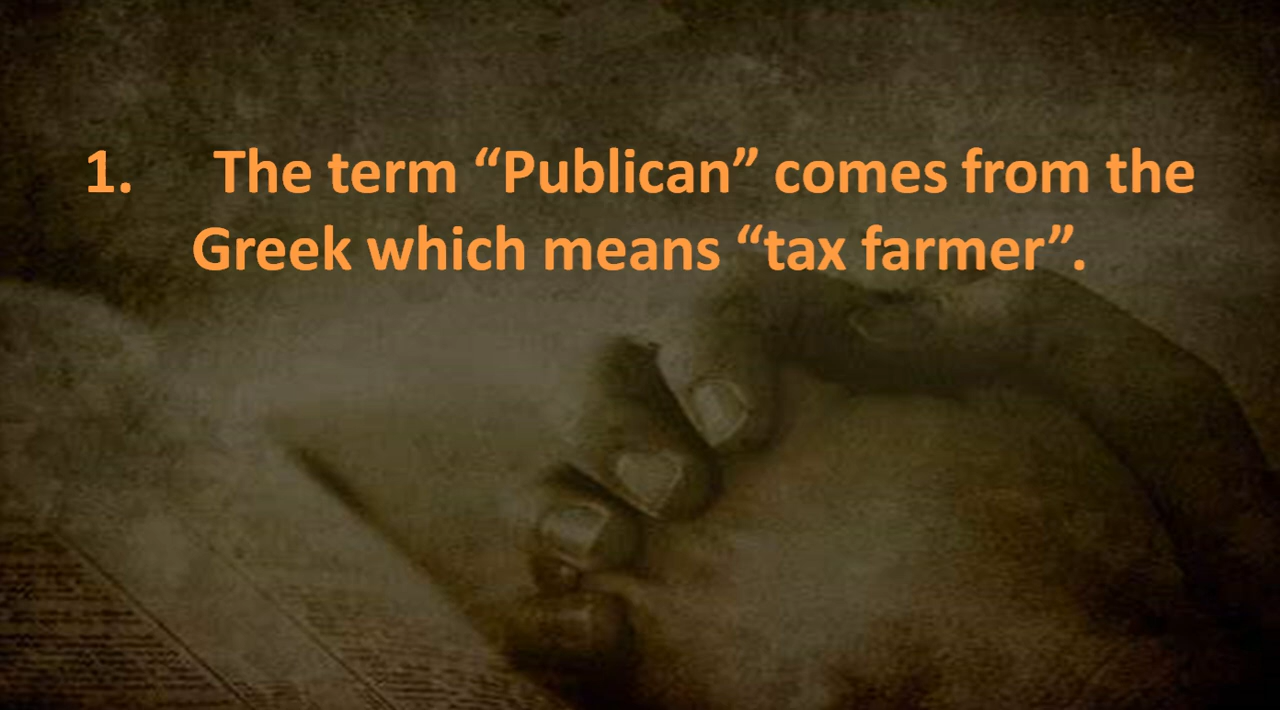 1. The term “Publican” comes from the
Greek which means “tax farmer”.